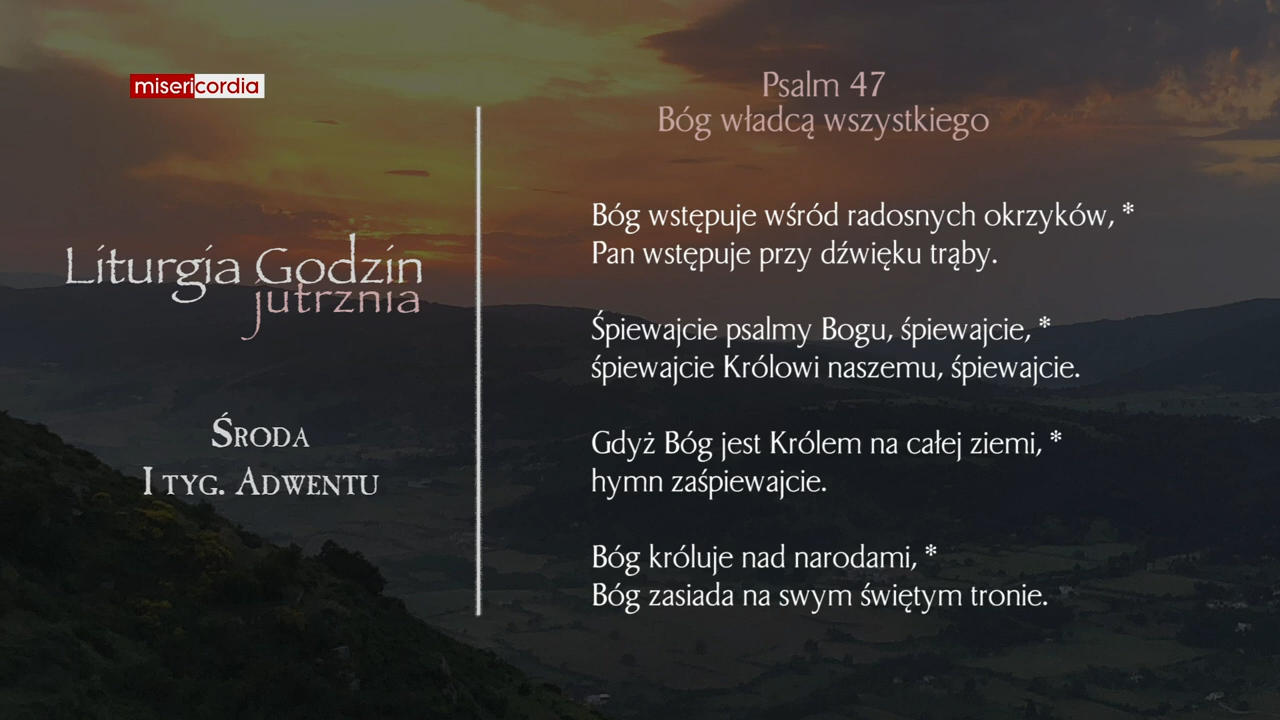 misericordia
Liturgia Godzin
jutrznia
Środa
I tyg. Adwentu
Psalm 47
Bóg władcą wszystkiego
Bóg wstępuje wśród radosnych okrzyków, *
Pan wstępuje przy dźwięku trąby.
Śpiewajcie psalmy Bogu, śpiewajcie, *
śpiewajcie Królowi naszemu, śpiewajcie.
Gdyż Bóg jest Królem na całej ziemi, *
hymn zaśpiewajcie.
Bóg króluje nad narodami, *
Bóg zasiada na swym świętym tronie.